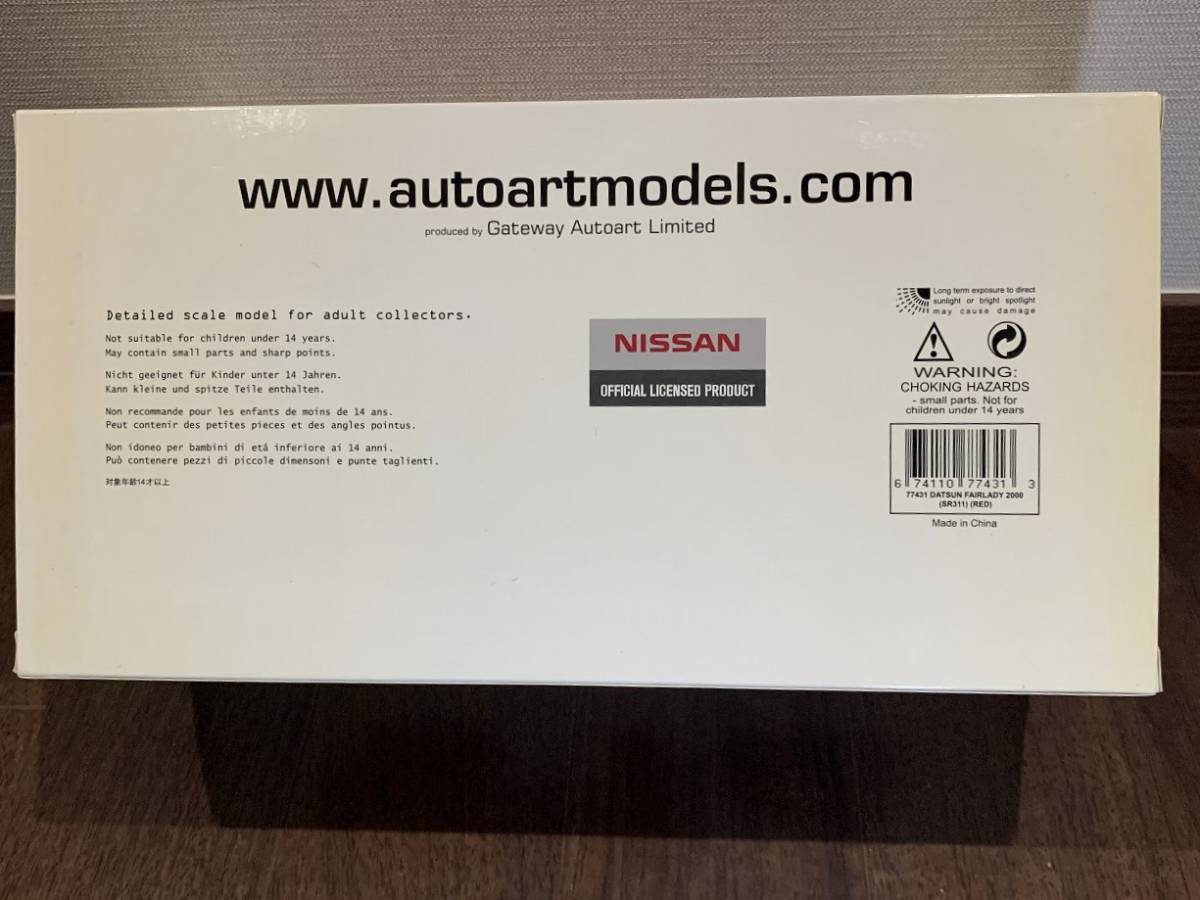 www.autoartmodels.com
produced by Gateway Autoart Limited
Detailed scale model for adult collectors.
Not suitable for children under 14 years.
May contain small parts and sharp points.
Nicht geeignet für Kinder unter 14 Jahren.
Kann kleine und spitze Teile enthalten.
Non recommande pour les enfants de moins de 14 ans.
Peut contenir des petites pieces et des angles pointus.
Non idoneo per bambini di etá inferiore ai 14 anni.
Può contenere pezzi di piccole dimensoni e punte taglienti.
対象年齢14才以上
NISSAN
OFFICIAL LICENSED PRODUCT
Long term exposure to direct
sunlight or bright spotlight
may cause damage
WARNING:
CHOKING HAZARDS
- small parts. Not for
children under 14 years
6 74110 77431 3
77431 DATSUN FAIRLADY 2000
(SR311) (RED)
Made in China